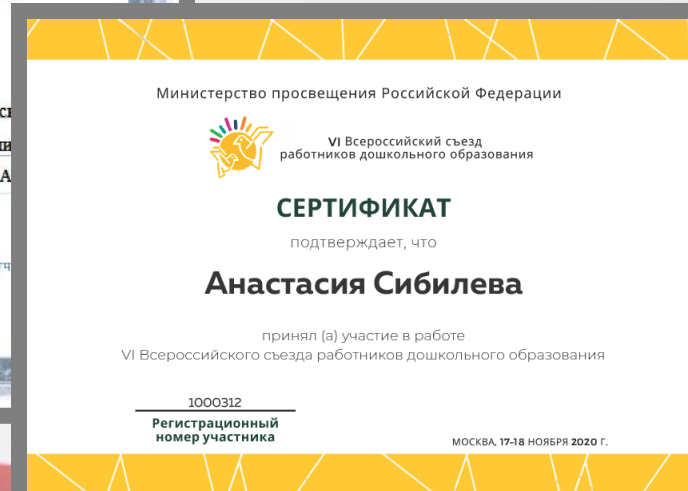 Министерство просвещения Российской Федерации
VI Всероссийский съезд
работников дошкольного образования
СЕРТИФИКАТ
подтверждает, что
Анастасия Сибилева
принял (а) участие в работе
VI Всероссийского съезда работников дошкольного образования
1000312
Регистрационный
номер участника
МОСКВА, 17-18 НОЯБРЯ 2020 Г.